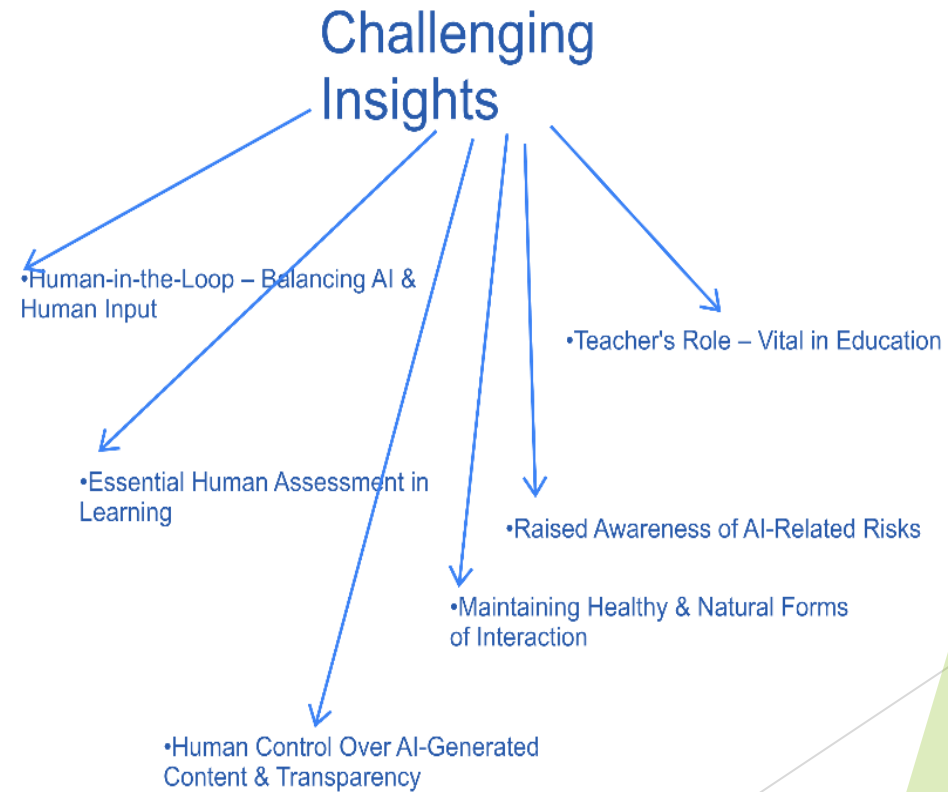 Challenging
Insights
•Human-in-the-Loop – Balancing AI &
Human Input
•Teacher's Role – Vital in Education
•Essential Human Assessment in
Learning
•Raised Awareness of AI-Related Risks
•Maintaining Healthy & Natural Forms
of Interaction
•Human Control Over AI-Generated
Content & Transparency